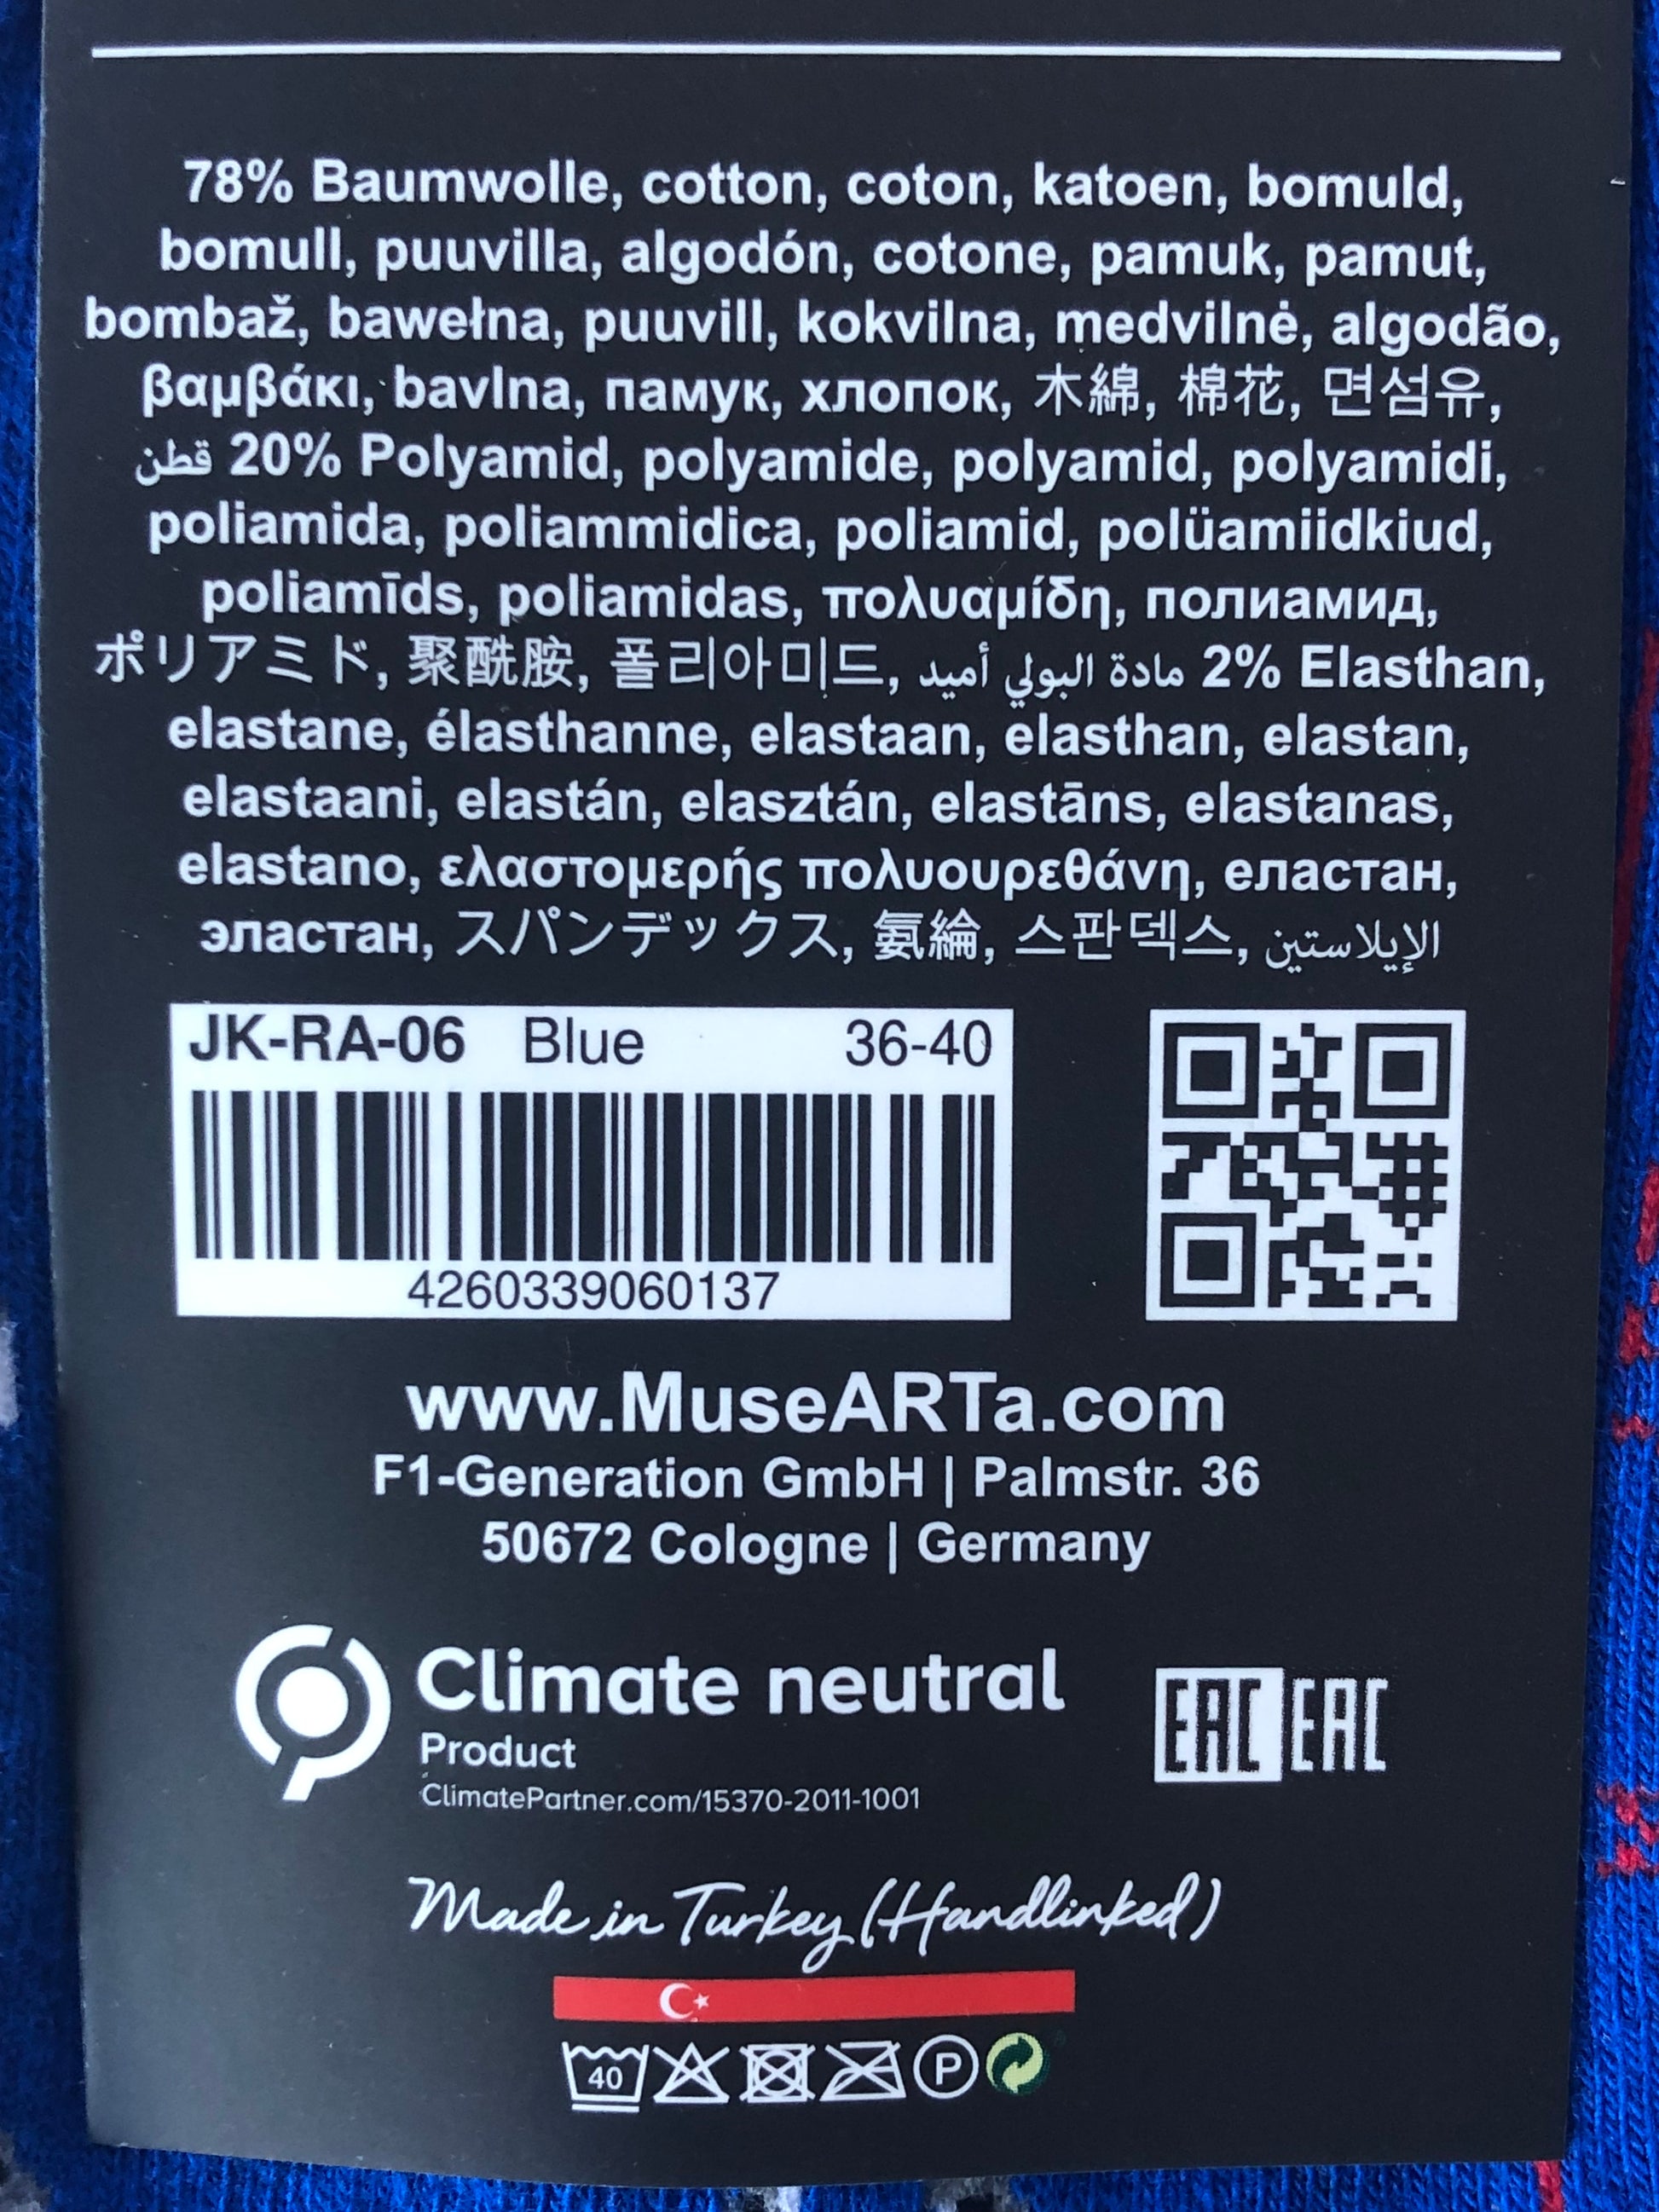 78% Baumwolle, cotton, coton, katoen, bomuld,
bomull, puuvilla, algodón, cotone, pamuk, pamut,
bombaž, bawełna, puuvill, kokvilna, medvilnė, algodão,
βαμβάκι, bavlna, памук, хлопок, 木綿, 棉花, 면섬유,
قطن 20% Polyamid, polyamide, polyamid, polyamidi,
poliamida, poliammidica, poliamid, polüamiidkiud,
poliamīds, poliamidas, πολυαμίδη, полиамид,
ポリアミド, 聚酰胺, 폴리아미드, مادة البولي أميد 2% Elasthan,
elastane, élasthanne, elastaan, elasthan, elastan,
elastaani, elastán, elasztán, elastāns, elastanas,
elastano, ελαστομερής πολυουρεθάνη, еластан,
эластан, スパンデックス, 氨綸, 스판덱스, الإيلاستين
JK-RA-06 Blue 36-40
4260339060137
www.MuseARTa.com
F1-Generation GmbH | Palmstr. 36
50672 Cologne | Germany
Climate neutral
Product
ClimatePartner.com/15370-2011-1001
EAC EAC
Made in Turkey (Handlinked)
40 P